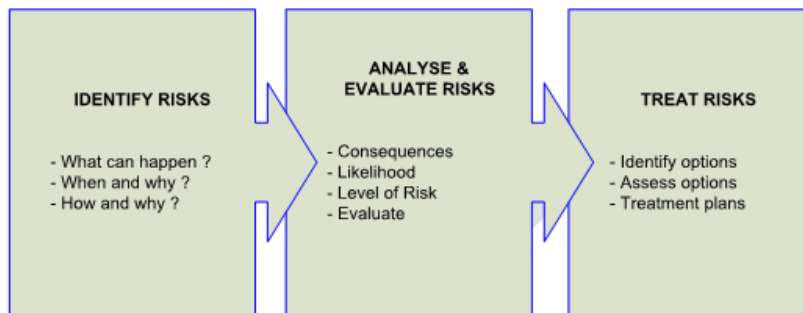 IDENTIFY RISKS
- What can happen ?
- When and why ?
- How and why ?
ANALYSE &
EVALUATE RISKS
- Consequences
- Likelihood
- Level of Risk
- Evaluate
TREAT RISKS
- Identify options
- Assess options
- Treatment plans